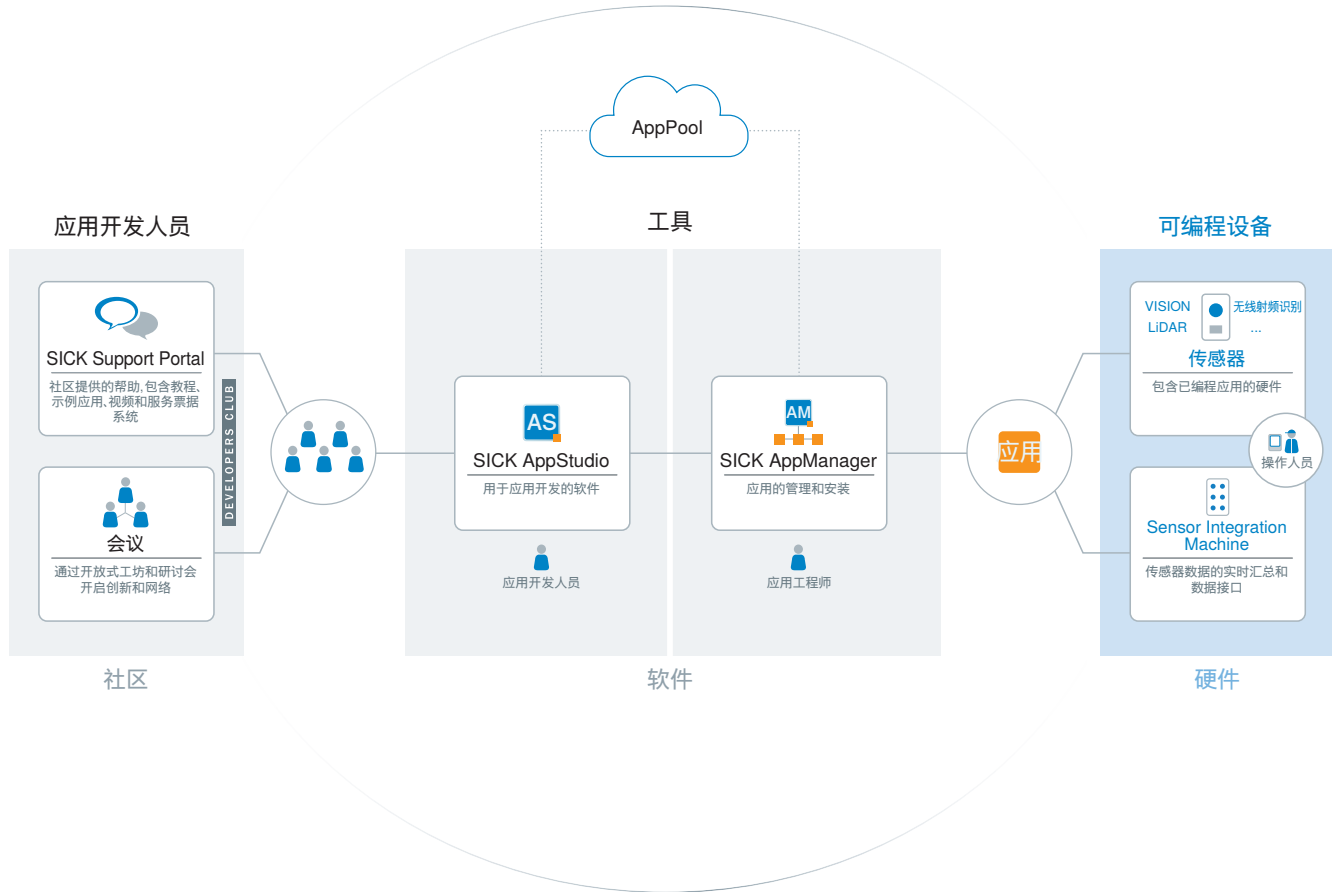 AppPool
应用开发人员
工具
可编程设备
SICK Support Portal
社区提供的帮助,包含教程、
示例应用、视频和服务票据
系统
DEVELOPERS CLUB
会议
通过开放式工坊和研讨会
开启创新和网络
社区
AS
SICK AppStudio
用于应用开发的软件
应用开发人员
AM
SICK AppManager
应用的管理和安装
应用工程师
软件
应用
VISION
LiDAR
无线射频识别
...
传感器
包含已编程应用的硬件
操作人员
Sensor Integration
Machine
传感器数据的实时汇总和
数据接口
硬件